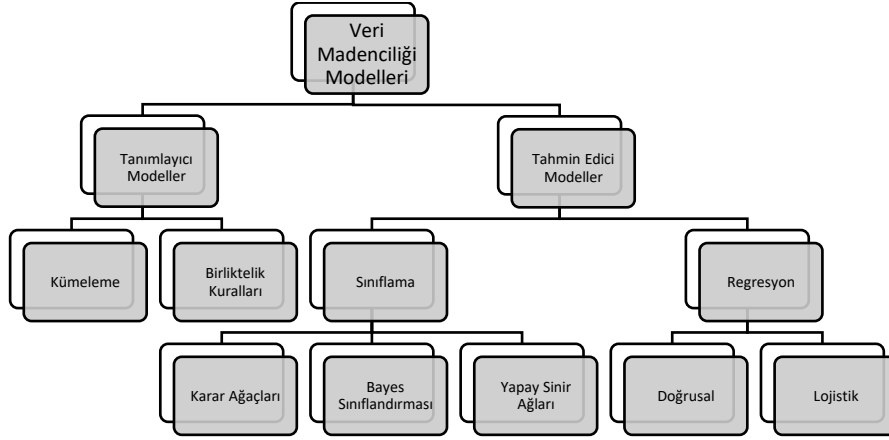 Veri
Madenciliği
Modelleri
Tanımlayıcı
Modeller
Tahmin Edici
Modeller
Kümeleme
Birliktelik
Kuralları
Sınıflama
Regresyon
Karar Ağaçları
Bayes
Sınıflandırması
Yapay Sinir
Ağları
Doğrusal
Lojistik